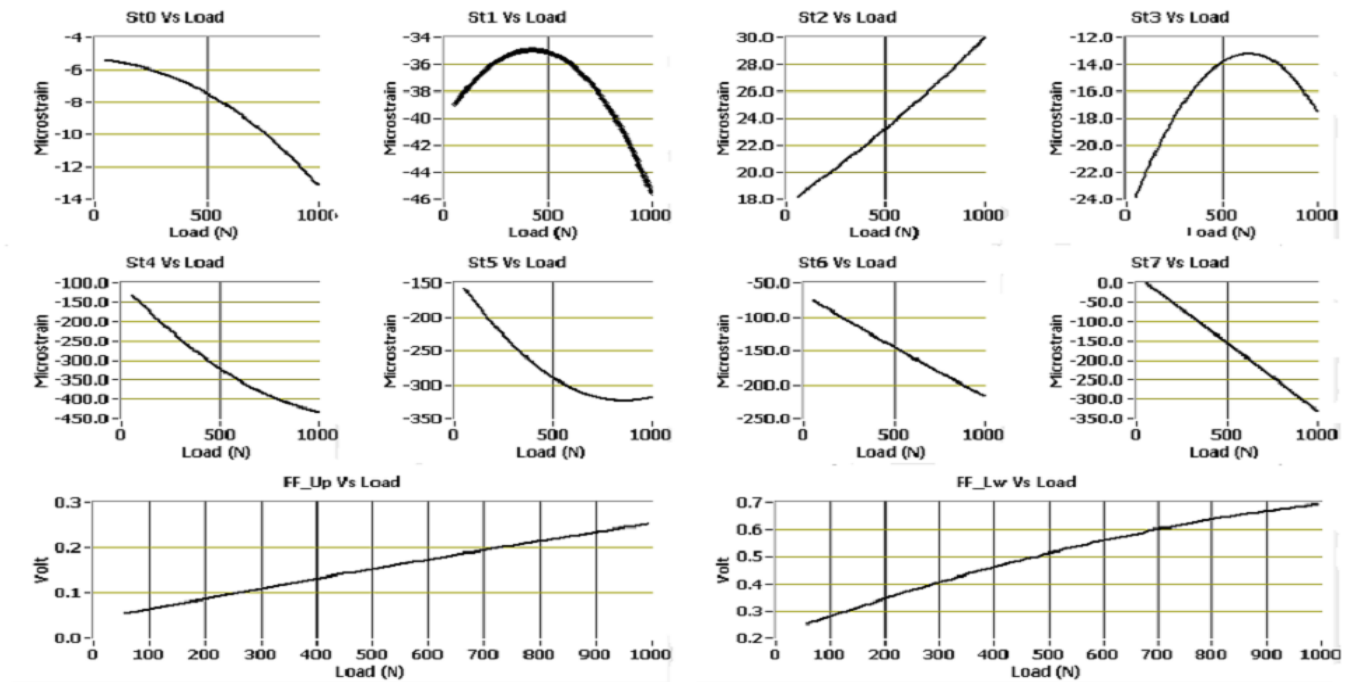 St0 Vs Load
St1 Vs Load
St2 Vs Load
St3 Vs Load
Microstrain
-4
-6
-8
-10
-12
-14
0
500
1000
Load (N)
Microstrain
-34
-36
-38
-40
-42
-44
-46
0
500
1000
Load (N)
Microstrain
30.0
28.0
26.0
24.0
22.0
20.0
18.0
0
500
1000
Load (N)
Microstrain
-12.0
-14.0
-16.0
-18.0
-20.0
-22.0
-24.0
0
500
1000
Load (N)
St4 Vs Load
St5 Vs Load
St6 Vs Load
St7 Vs Load
Microstrain
-100.0
-150.0
-200.0
-250.0
-300.0
-350.0
-400.0
-450.0
0
500
1000
Load (N)
Microstrain
-150
-200
-250
-300
-350
0
500
1000
Load (N)
Microstrain
-50.0
-100.0
-150.0
-200.0
-250.0
0
500
1000
Load (N)
Microstrain
0.0
-50.0
-100.0
-150.0
-200.0
-250.0
-300.0
-350.0
0
500
1000
Load (N)
FF_Up Vs Load
Volt
0.3
0.2
0.1
0.0
0 100 200 300 400 500 600 700 800 900 1000
Load (N)
FF_Lw Vs Load
Volt
0.7
0.6
0.5
0.4
0.3
0.2
0 100 200 300 400 500 600 700 800 900 1000
Load (N)